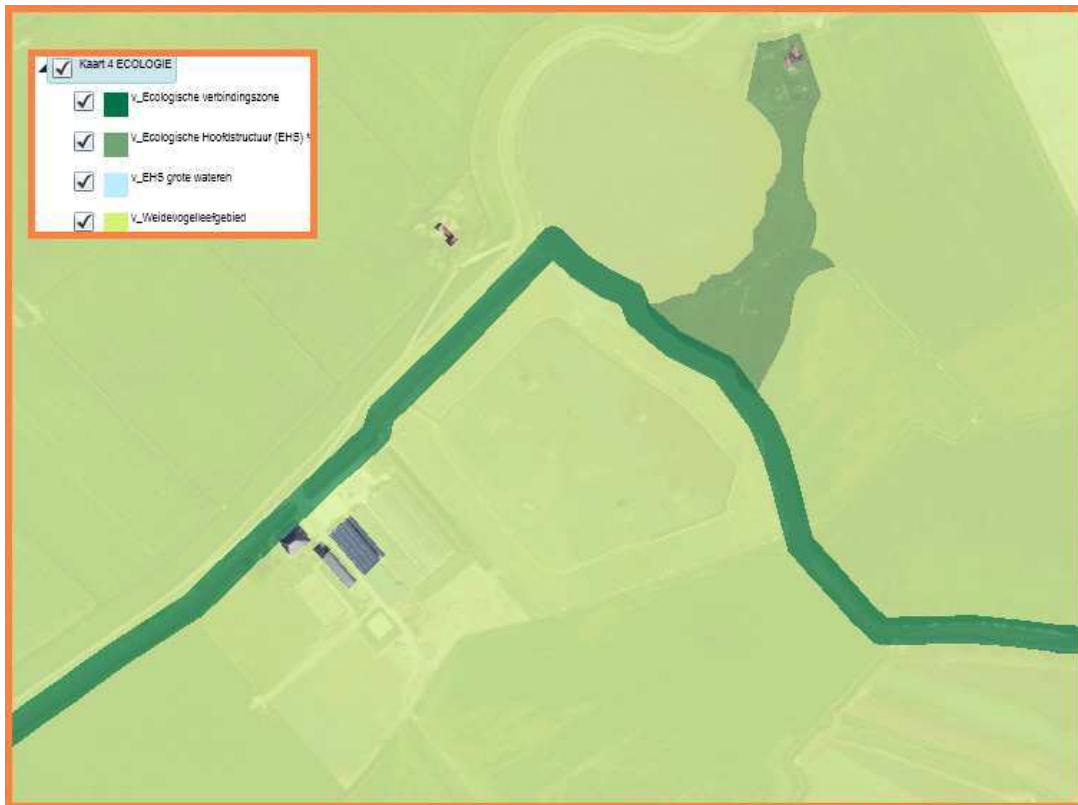 Kaart 4 ECOLOGIE
v_Ecologische verbindingszone
v_Ecologische Hoofdstructuur (EHS)
v_EHS grote wateren
v_Weidevogelleefgebied